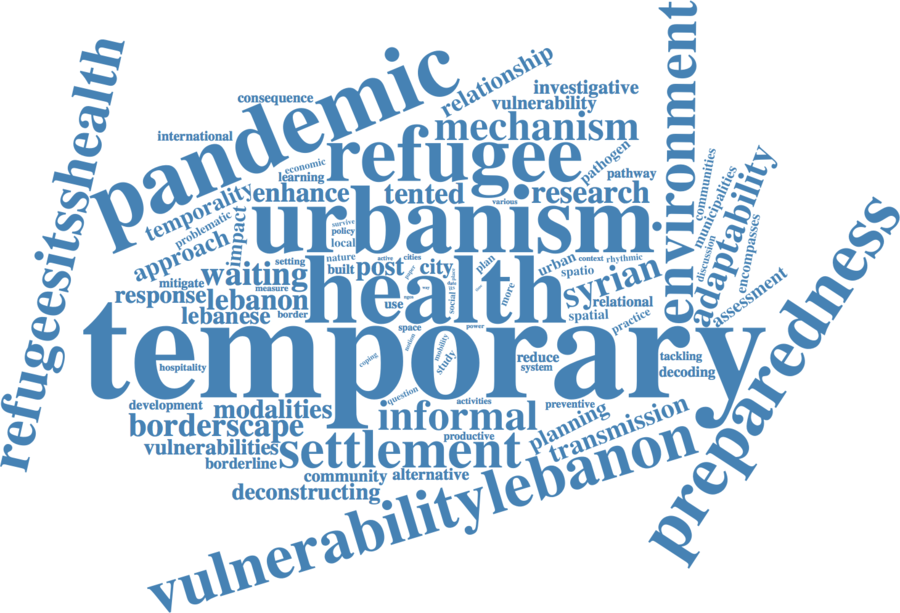 refugeesitsshealth
pandemic
consequence
international
relationship
investigative
vulnerability
mechanism
refugee
economic
learning
pathogen
pathway
temporality
enhance
tented
research
various
problematic
approach
impact
urbanism
survive
policy
local
environment
communities
municipalities
discussion
adaptability
encompasses
assessment
preparedness
nature
active
cities
setting
built
post
city
plan
urban
context
rhythmic
spatio
syrian
waiting
mitigate
measure
response
lebanon
health
use
social
more
relational
lebanese
border
spatial
practice
space
power
temporary
hospitality
coping
motion
mobility
study
reduce
system
tackling
decoding
question
development
modalities
activities
preventive
informal
planning
borderscape
transmission
productive
vulnerabilities
settlement
borderline
community
alternative
deconstructing
vulnerabilitylebanon